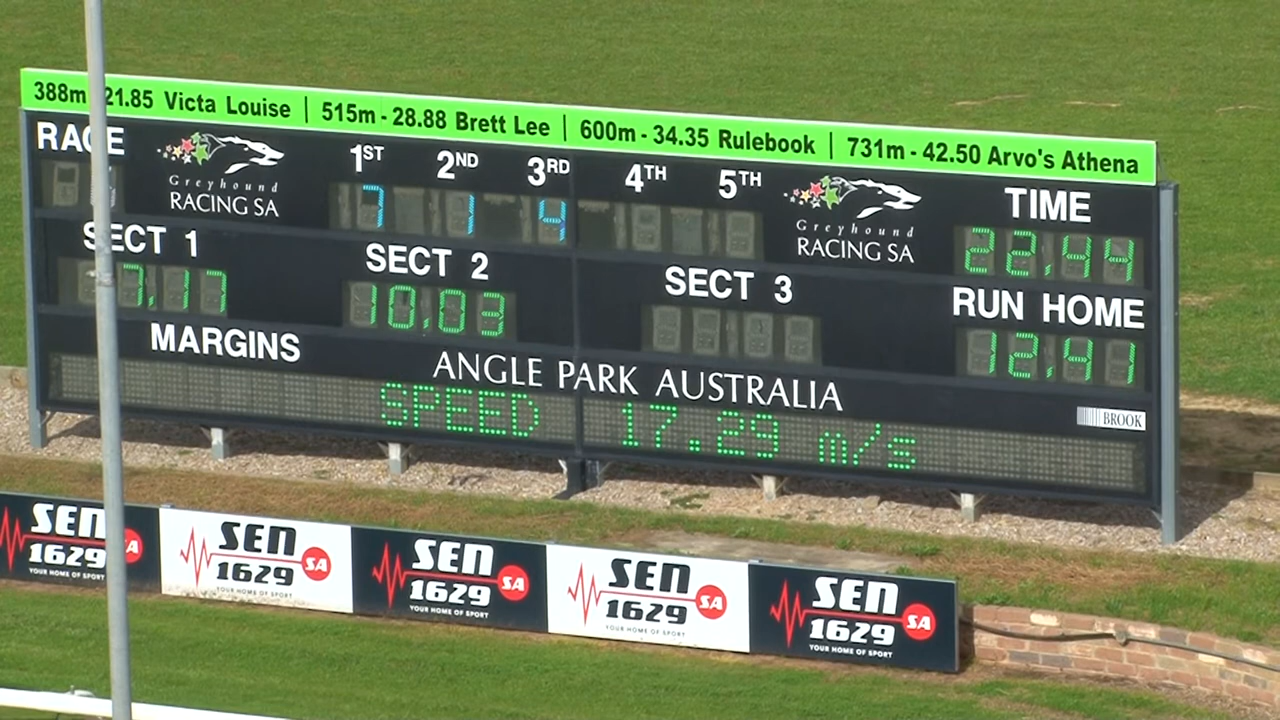 388m 21.85 Victa Louise | 515m - 28.88 Brett Lee | 600m - 34.35 Rulebook | 731m - 42.50 Arvo's Athena
RACE
Greyhound
RACING SA
1ST 2ND 3RD 4TH 5TH
7 1 4
Greyhound
RACING SA
TIME
22.44
SECT 1
7.17
SECT 2
10.03
SECT 3
RUN HOME
12.41
MARGINS
ANGLE PARK AUSTRALIA
BROOK
SPEED 17.29 m/s
SEN
1629
SA
YOUR HOME OF SPORT
SEN
1629
SA
YOUR HOME OF SPORT
SEN
1629
SA
YOUR HOME OF SPORT
SEN
1629
SA
YOUR HOME OF SPORT
SEN
1629
SA
YOUR HOME OF SPORT